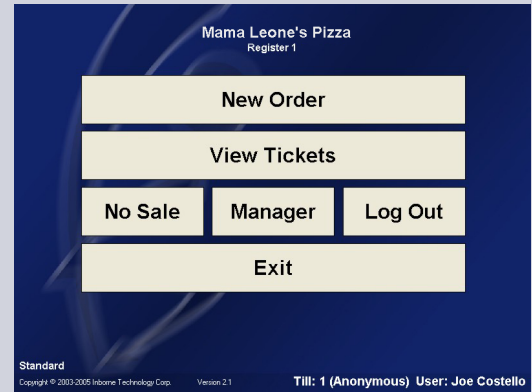 Mama Leone's Pizza
Register 1
New Order
View Tickets
No Sale Manager Log Out
Exit
Standard
Copyright © 2003-2005 Inborne Technology Corp. Version 2.1 Till: 1 (Anonymous) User: Joe Costello